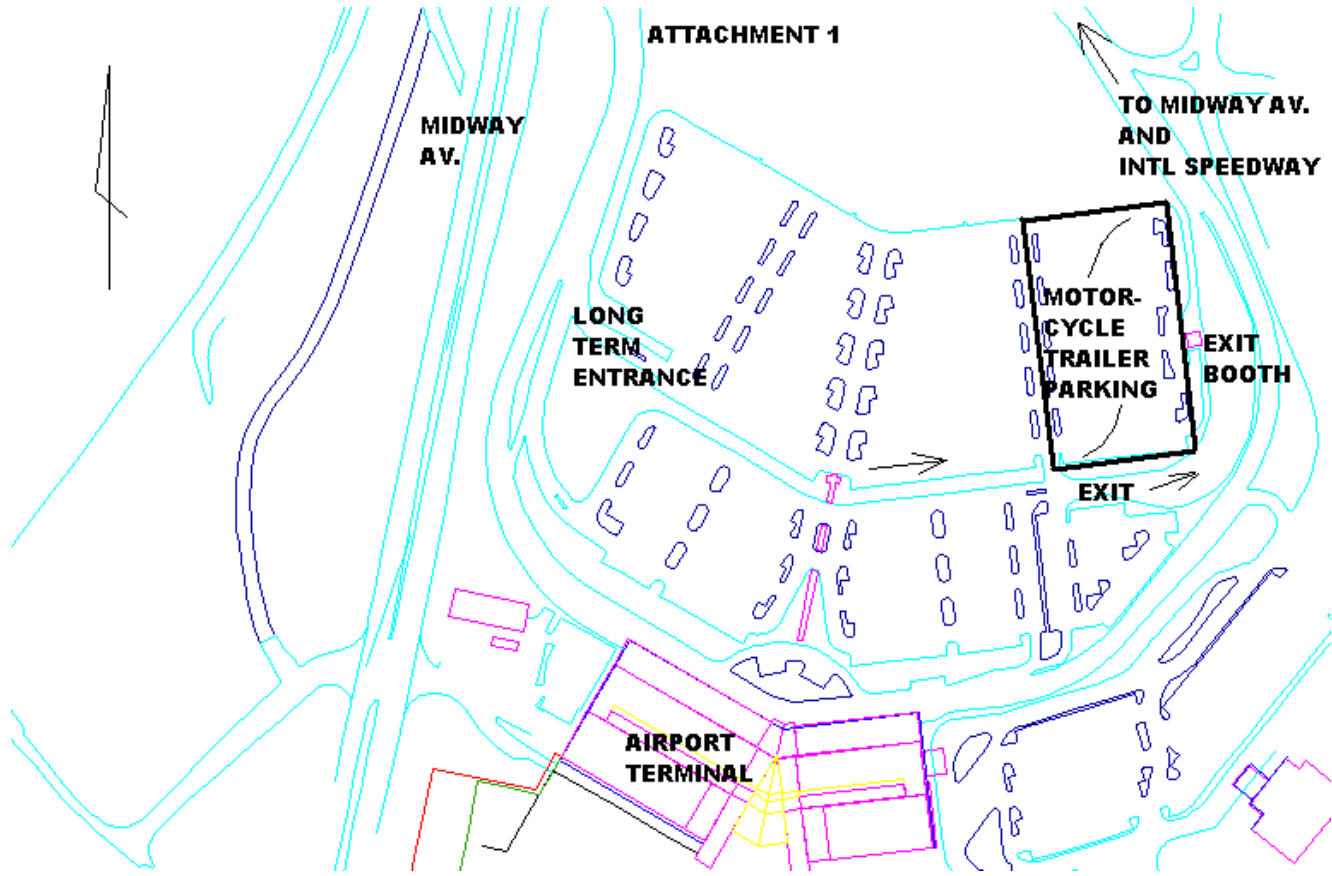 ATTACHMENT 1
MIDWAY
AV.
TO MIDWAY AV.
AND
INTL SPEEDWAY
LONG
TERM
ENTRANCE
MOTOR-
CYCLE
TRAILER
PARKING
EXIT
BOOTH
EXIT
AIRPORT
TERMINAL